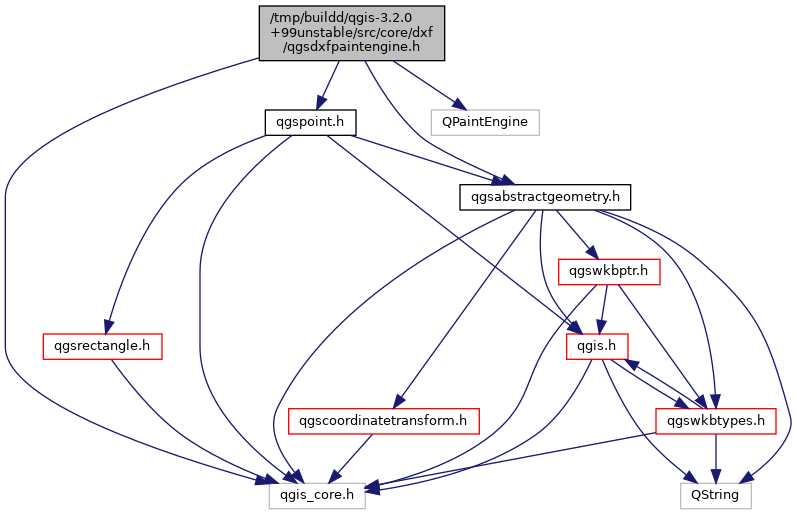 /tmp/buildd/qgis-3.2.0
+99unstable/src/core/dxf
/qgsdxfpaintengine.h
qgspoint.h
QPaintEngine
qgsabstractgeometry.h
qgswkbptr.h
qgsrectangle.h
qgis.h
qgscoordinatetransform.h
qgswkbtypes.h
qgis_core.h
QString